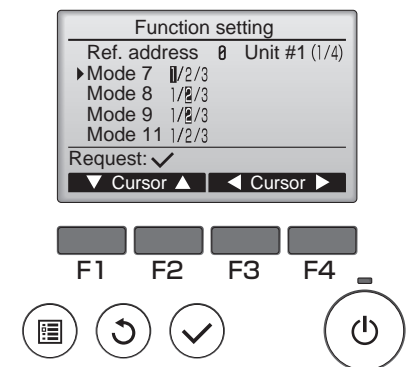 Function setting
Ref. address 0 Unit #1 (1/4)
Mode 7 1/2/3
Mode 8 1/2/3
Mode 9 1/2/3
Mode 11 1/2/3
Request: ✓
▼ Cursor ▲ ◀ Cursor ▶
F1 F2 F3 F4